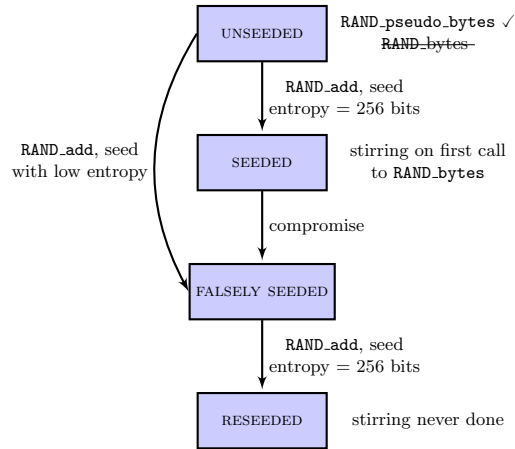 UNSEEDED
RAND_pseudo_bytes ✓
RAND_bytes
RAND_add, seed
entropy = 256 bits
RAND_add, seed
with low entropy
SEEDED
stirring on first call
to RAND_bytes
compromise
FALSELY SEEDED
RAND_add, seed
entropy = 256 bits
RESEEDED
stirring never done